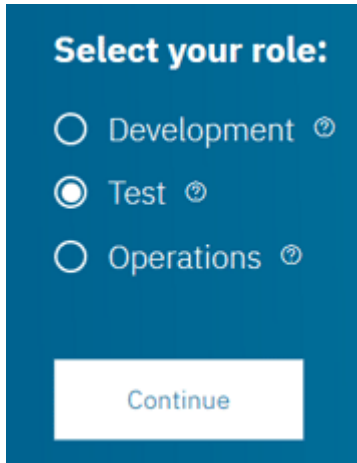 Select your role:
Development
Test
Operations
Continue